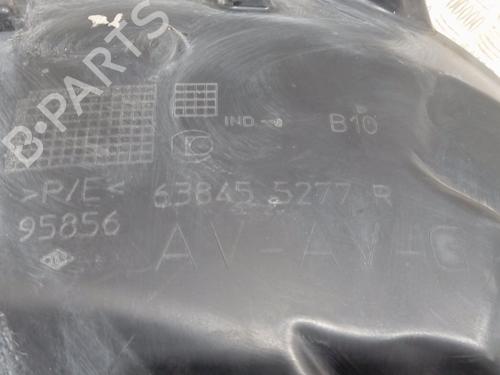 B-PARTS
IND.
B10
>P/E<
63845 5277 R
95856
AV-AV-G